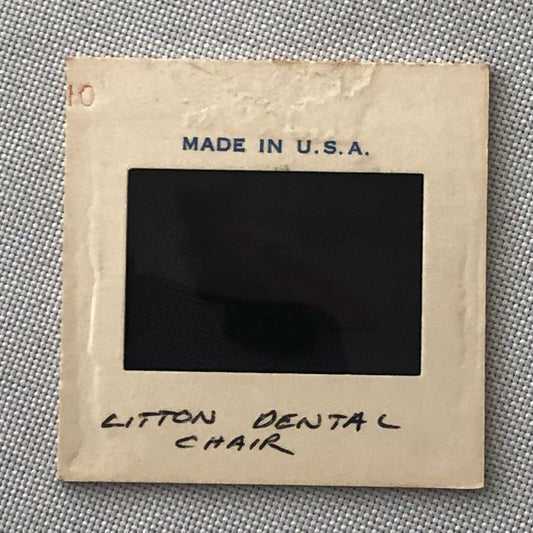 10
MADE IN U.S.A.
LITTON DENTAL
CHAIR